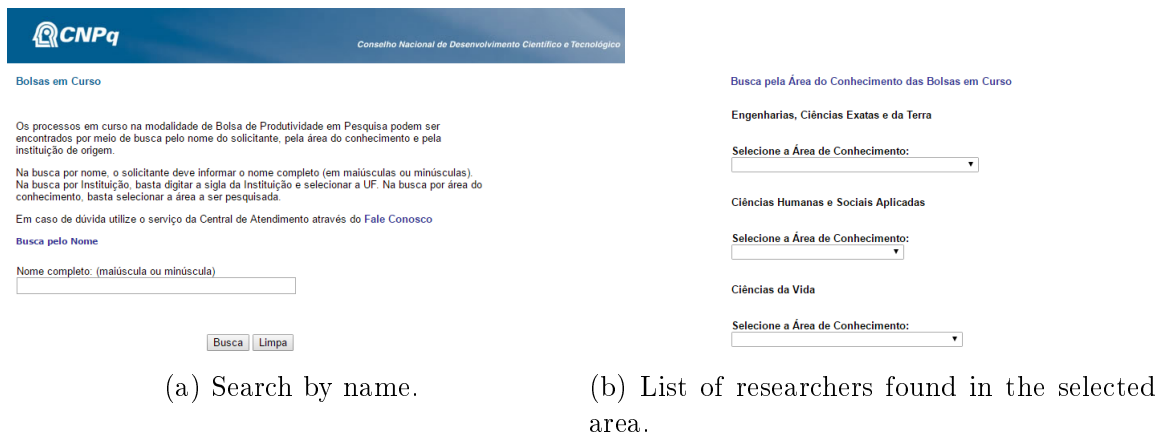 CNPq
Conselho Nacional de Desenvolvimento Científico e Tecnológico
Bolsas em Curso
Os processos em curso na modalidade de Bolsa de Produtividade em Pesquisa podem ser
encontrados por meio de busca pelo nome do solicitante, pela área do conhecimento e pela
instituição de origem.
Na busca por nome, o solicitante deve informar o nome completo (em maiúsculas ou minúsculas).
Na busca por Instituição, basta digitar a sigla da Instituição e selecionar a UF. Na busca por área do
conhecimento, basta selecionar a área a ser pesquisada.
Em caso de dúvida utilize o serviço da Central de Atendimento através do Fale Conosco
Busca pelo Nome
Nome completo: (maiúscula ou minúscula)
Busca Limpa
(a) Search by name.
Busca pela Área do Conhecimento das Bolsas em Curso
Engenharias, Ciências Exatas e da Terra
Selecione a Área de Conhecimento:
Ciências Humanas e Sociais Aplicadas
Selecione a Área de Conhecimento:
Ciências da Vida
Selecione a Área de Conhecimento:
(b) List of researchers found in the selected
area.